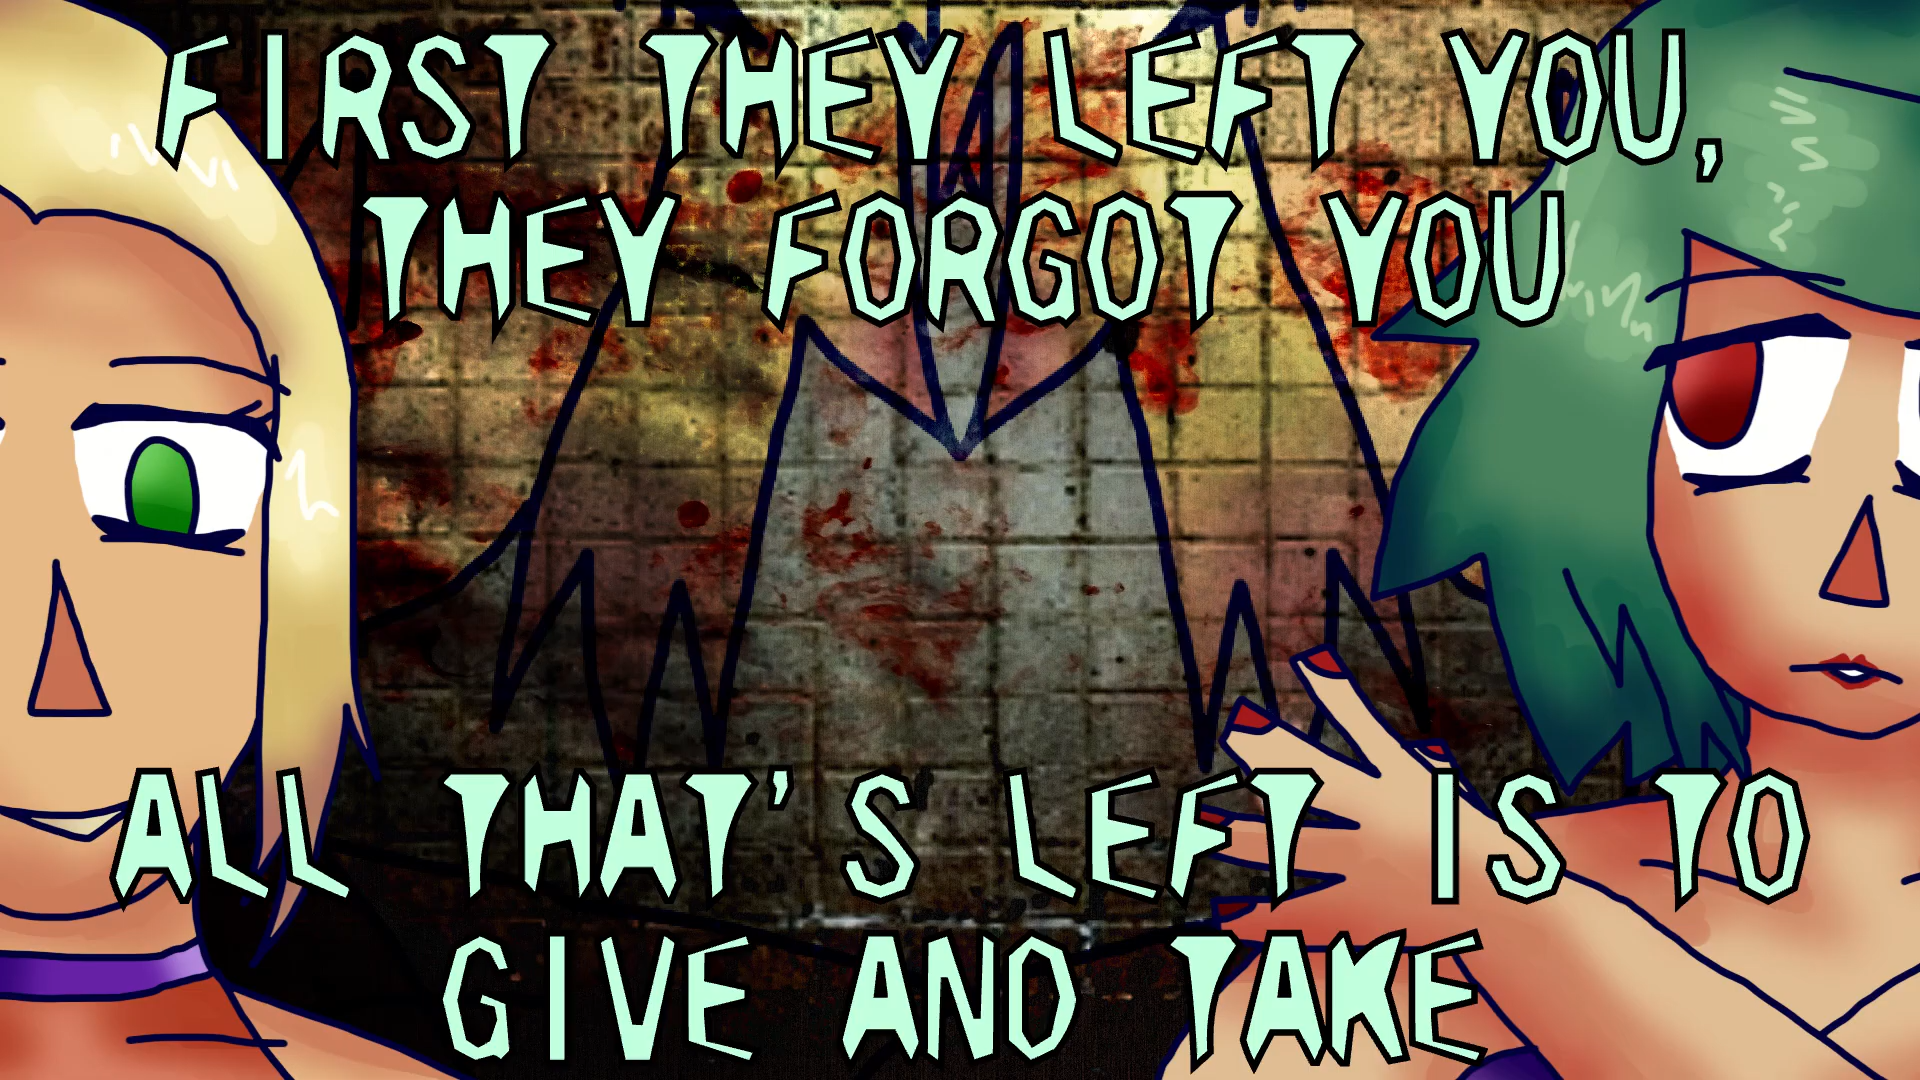 FIRST THEY LEFT YOU,
THEY FORGOT YOU
ALL THAT'S LEFT IS TO
GIVE AND TAKE